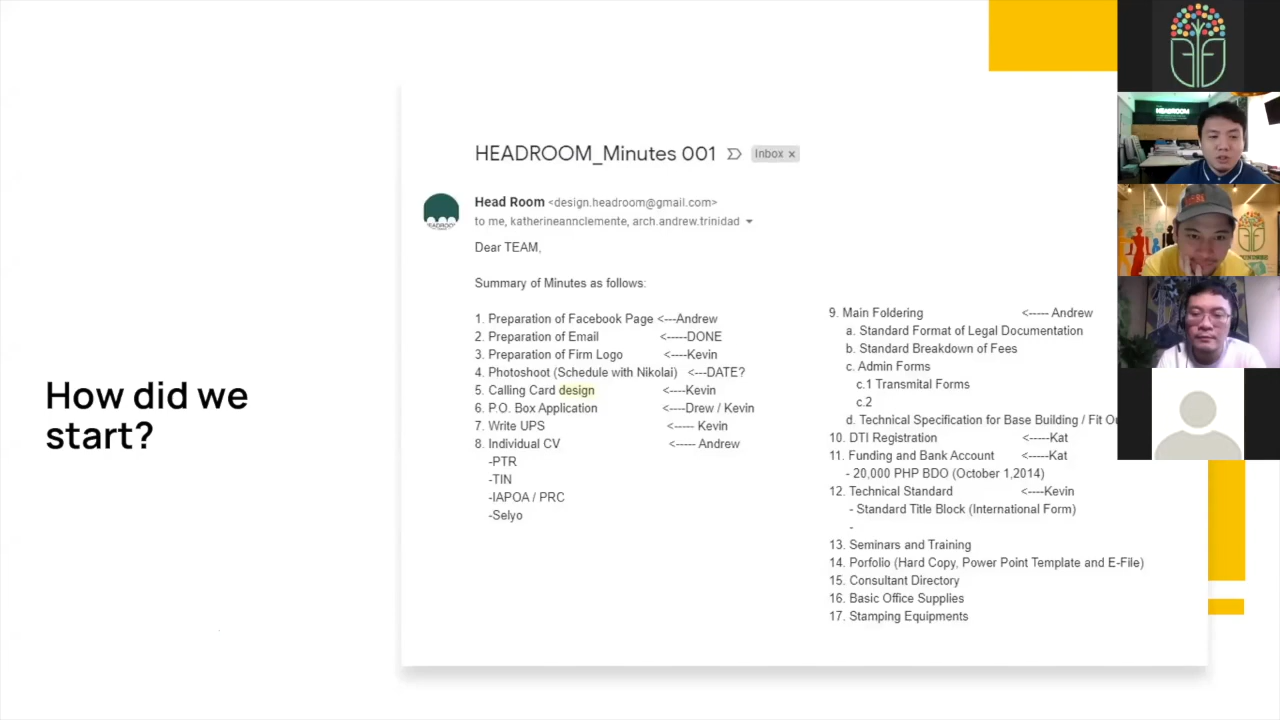 How did we
start?
HEADROOM_Minutes 001
Inbox x
Head Room <design.headroom@gmail.com>
to me, katherineannclemente, arch.andrew.trinidad
Dear TEAM,
Summary of Minutes as follows:
1. Preparation of Facebook Page <---Andrew
2. Preparation of Email <-----DONE
3. Preparation of Firm Logo <----Kevin
4. Photoshoot (Schedule with Nikolai) <---DATE?
5. Calling Card design <----Kevin
6. P.O. Box Application <----Drew / Kevin
7. Write UPS <----- Kevin
8. Individual CV <----- Andrew
-PTR
-TIN
-IAPOA / PRC
-Selyo
9. Main Foldering <----- Andrew
a. Standard Format of Legal Documentation
b. Standard Breakdown of Fees
c. Admin Forms
c.1 Transmital Forms
c.2
d. Technical Specification for Base Building / Fit
10. DTI Registration <-----Kat
11. Funding and Bank Account <----Kat
- 20,000 PHP BDO (October 1,2014)
12. Technical Standard <----Kevin
- Standard Title Block (International Form)
-
13. Seminars and Training
14. Porfolio (Hard Copy, Power Point Template and E-File)
15. Consultant Directory
16. Basic Office Supplies
17. Stamping Equipments
HEADROOM